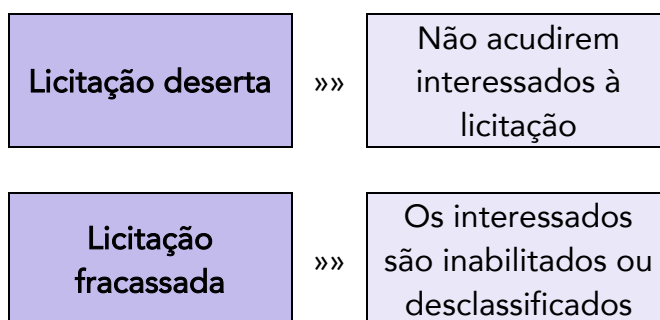 Licitação deserta
»»
Não acudirem
interessados à
licitação
Licitação
fracassada
»»
Os interessados
são inabilitados ou
desclassificados